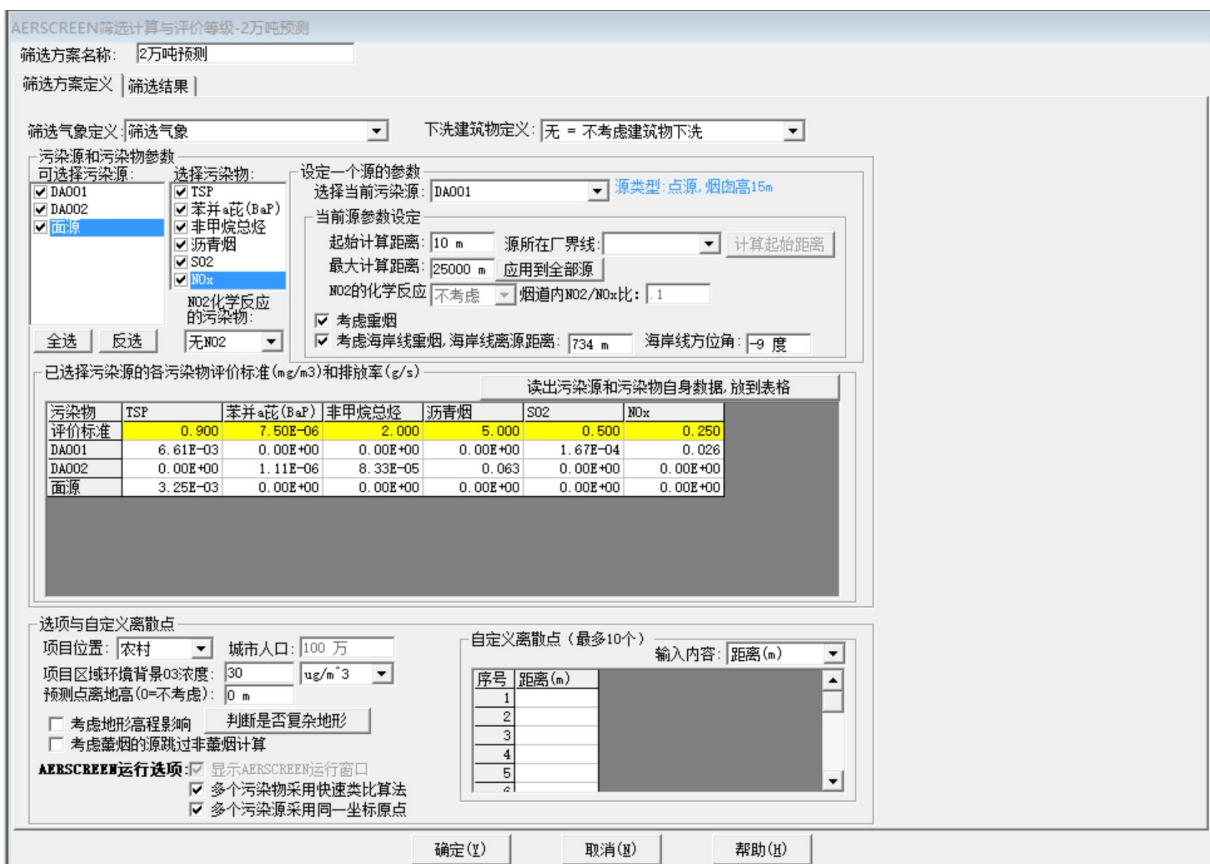 AERSCREEN筛选计算与评价等级-2万吨预测
筛选方案名称: 2万吨预测
筛选方案定义 筛选结果
筛选气象定义: 筛选气象 下洗建筑物定义: 无 = 不考虑建筑物下洗
污染源和污染物参数
可选择污染源: 选择污染物:
DA001 TSP
DA002 苯并a芘(BaP)
面源 非甲烷总烃
沥青烟
SO2
NOx
NO2化学反应
的污染物:
全选 反选 无NO2
设定一个源的参数
选择当前污染源: DA001 源类型:点源,烟囱高15m
当前源参数设定
起始计算距离: 10 m 源所在厂界线: 计算起始距离
最大计算距离: 25000 m 应用到全部源
NO2的化学反应 不考虑 烟道内NO2/NOx比: .1
考虑重烟
考虑海岸线重烟,海岸线离源距离: 734 m 海岸线方位角: -9 度
已选择污染源的各污染物评价标准(mg/m3)和排放率(g/s)
读出污染源和污染物自身数据,放到表格
污染物 TSP 苯并a芘(BaP) 非甲烷总烃 沥青烟 SO2 NOx
评价标准 0.900 7.50E-06 2.000 5.000 0.500 0.250
DA001 6.61E-03 0.00E+00 0.00E+00 0.00E+00 1.67E-04 0.026
DA002 0.00E+00 1.11E-06 8.33E-05 0.063 0.00E+00 0.00E+00
面源 3.25E-03 0.00E+00 0.00E+00 0.00E+00 0.00E+00 0.00E+00
选项与自定义离散点
项目位置: 农村 城市人口: 100 万
项目区域环境背景O3浓度: 30 ug/m^3
预测点离地高(0=不考虑): 0 m
考虑地形高程影响 判断是否复杂地形
考虑薰烟的源跳过非薰烟计算
AERSCREEN运行选项: 显示AERSCREEN运行窗口
多个污染物采用快速类比算法
多个污染源采用同一坐标原点
自定义离散点(最多10个) 输入内容: 距离(m)
序号 距离(m)
1
2
3
4
5
确定(Y) 取消(N) 帮助(H)